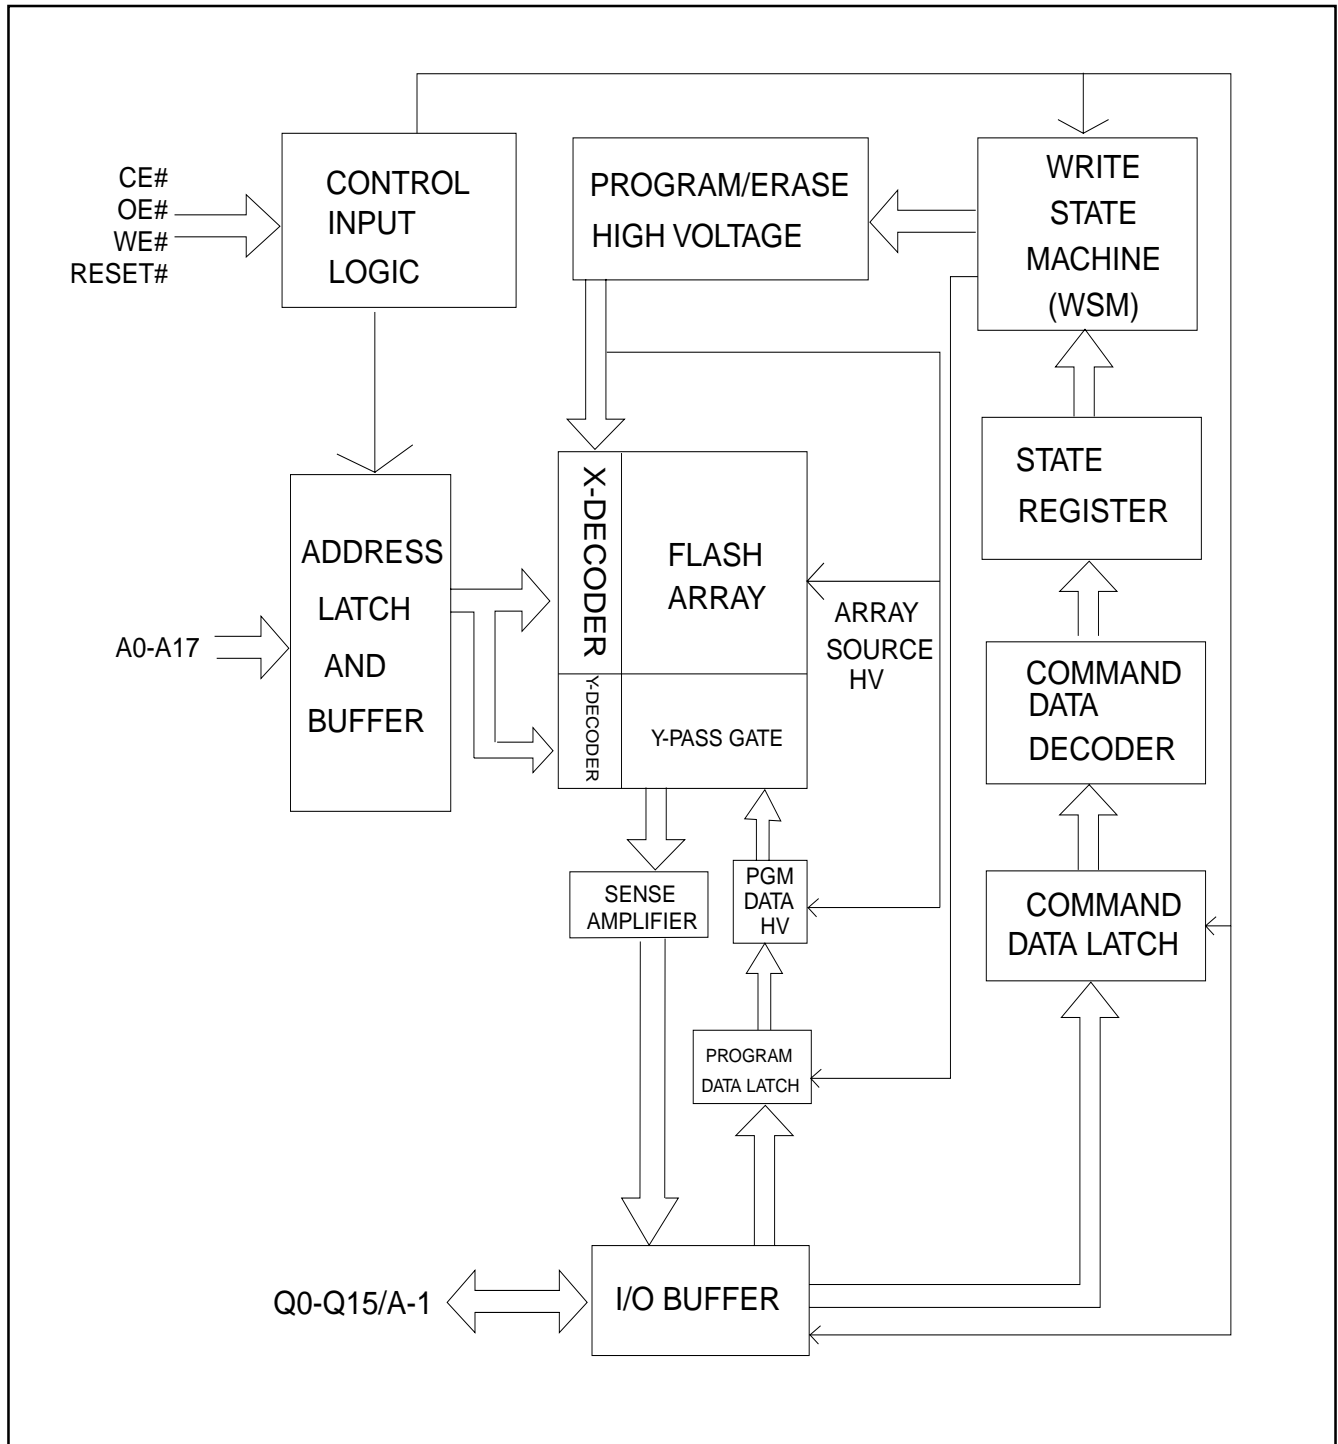 CE#
OE#
WE#
RESET#
CONTROL
INPUT
LOGIC
PROGRAM/ERASE
HIGH VOLTAGE
WRITE
STATE
MACHINE
(WSM)
STATE
REGISTER
ADDRESS
LATCH
AND
BUFFER
A0-A17
X-DECODER
FLASH
ARRAY
ARRAY
SOURCE
HV
Y-DECODER
Y-PASS GATE
COMMAND
DATA
DECODER
SENSE
AMPLIFIER
PGM
DATA
HV
COMMAND
DATA LATCH
PROGRAM
DATA LATCH
Q0-Q15/A-1
I/O BUFFER